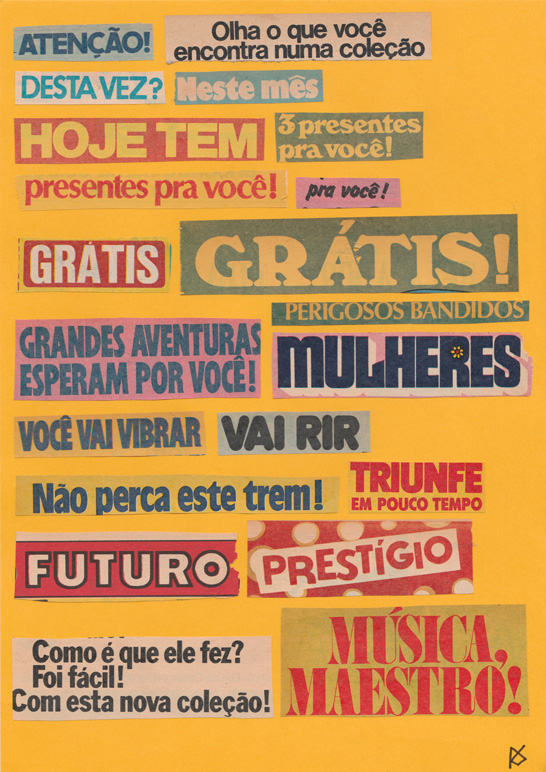 ATENÇÃO!
Olha o que você
encontra numa coleção
DESTA VEZ?
Neste mês
HOJE TEM
3 presentes
pra você!
presentes pra você!
pra você!
GRÁTIS
GRÁTIS!
PERIGOSOS BANDIDOS
GRANDES AVENTURAS
ESPERAM POR VOCÊ!
MULHERES
VOCÊ VAI VIBRAR
VAI RIR
Não perca este trem!
TRIUNFE
EM POUCO TEMPO
FUTURO
PRESTÍGIO
Como é que ele fez?
Foi fácil!
Com esta nova coleção!
MÚSICA,
MAESTRO!